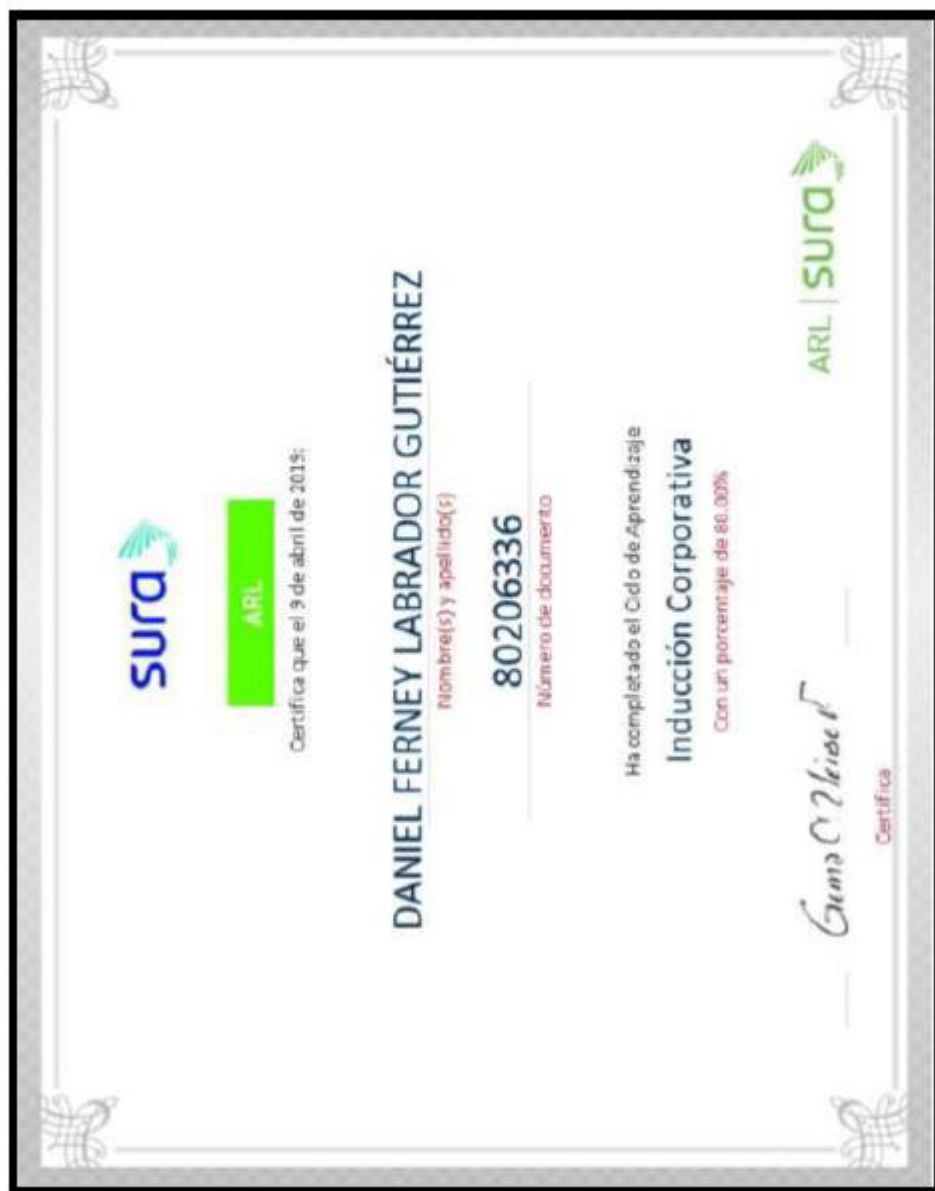 sura
ARL
Certifica que el 9 de abril de 2019:
DANIEL FERNEY LABRADOR GUTIÉRREZ
Nombre(s) y apellido(s)
80206336
Número de documento
Ha completado el Ciclo de Aprendizaje
Inducción Corporativa
Con un porcentaje de 80.00%
Certifica
ARL | sura